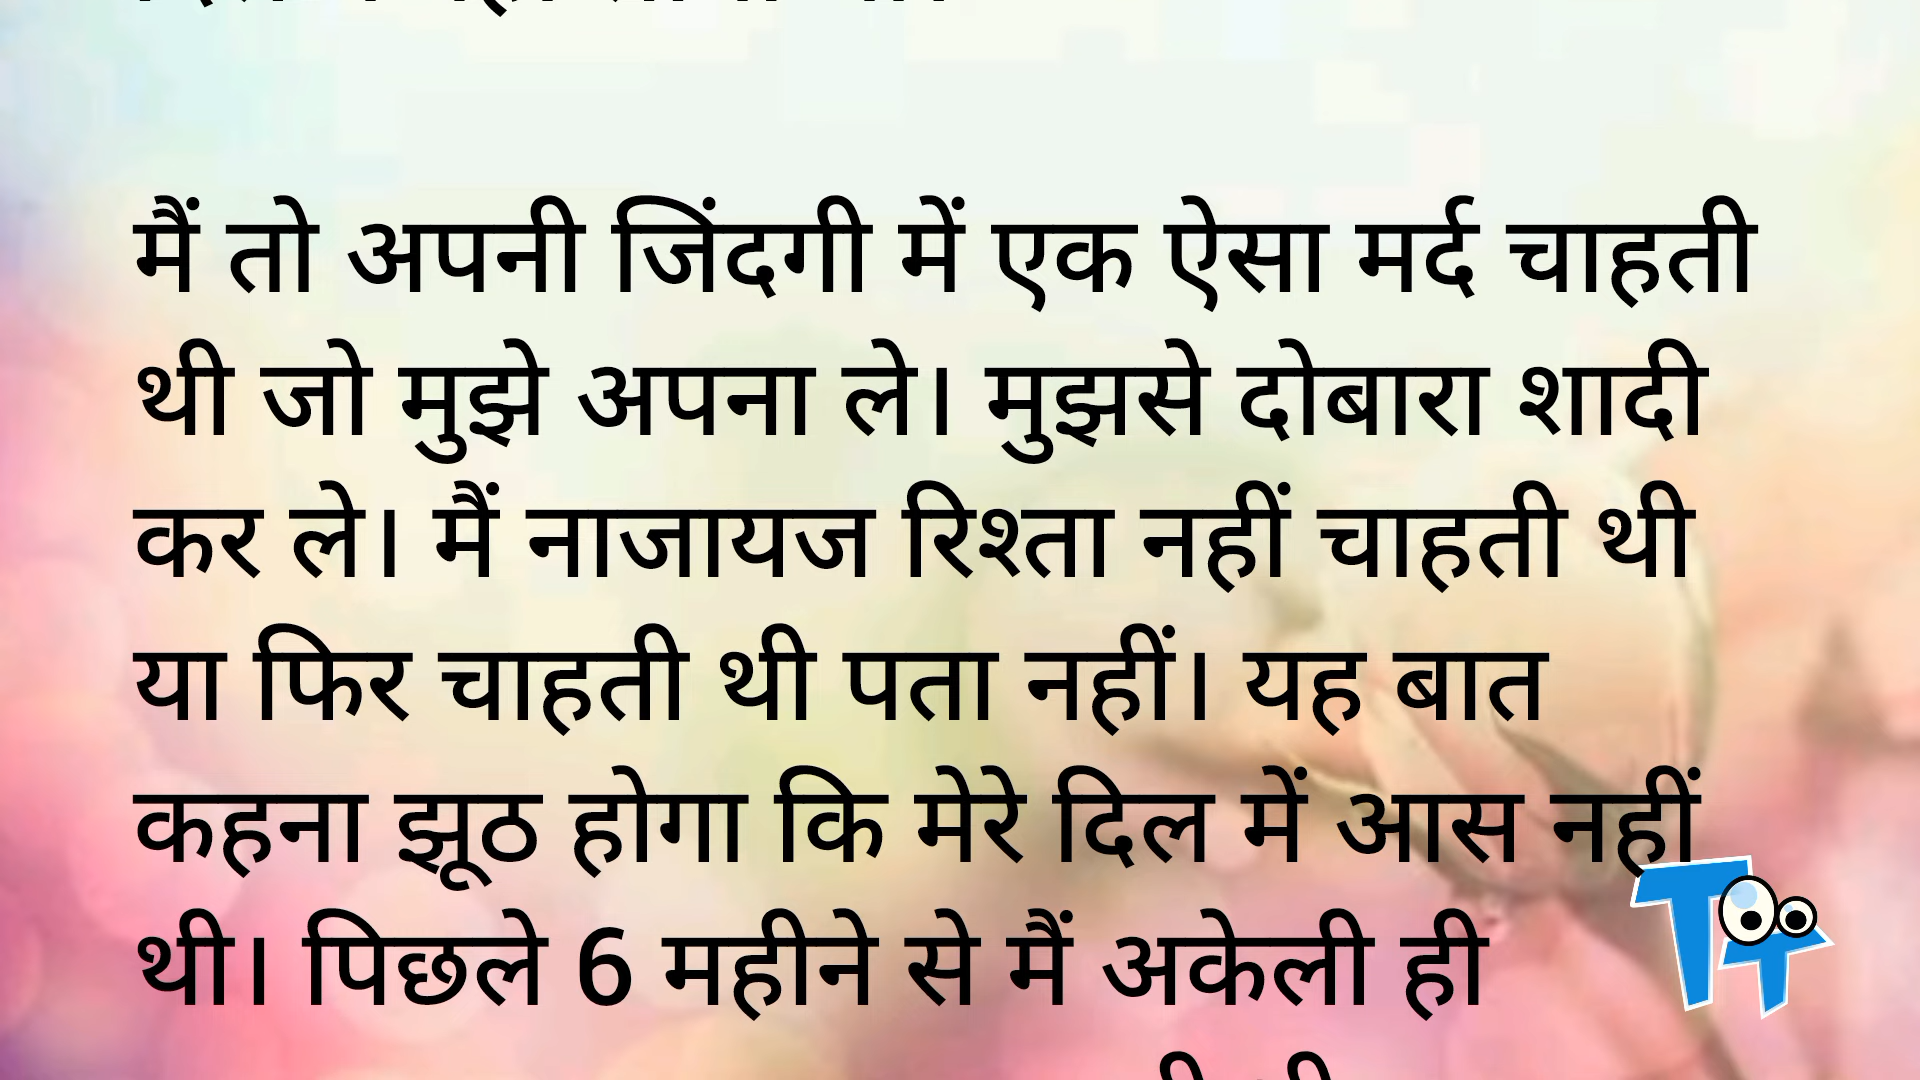 मैं तो अपनी जिंदगी में एक ऐसा मर्द चाहती
थी जो मुझे अपना ले। मुझसे दोबारा शादी
कर ले। मैं नाजायज रिश्ता नहीं चाहती थी
या फिर चाहती थी पता नहीं। यह बात
कहना झूठ होगा कि मेरे दिल में आस नहीं
थी। पिछले 6 महीने से मैं अकेली ही
TT